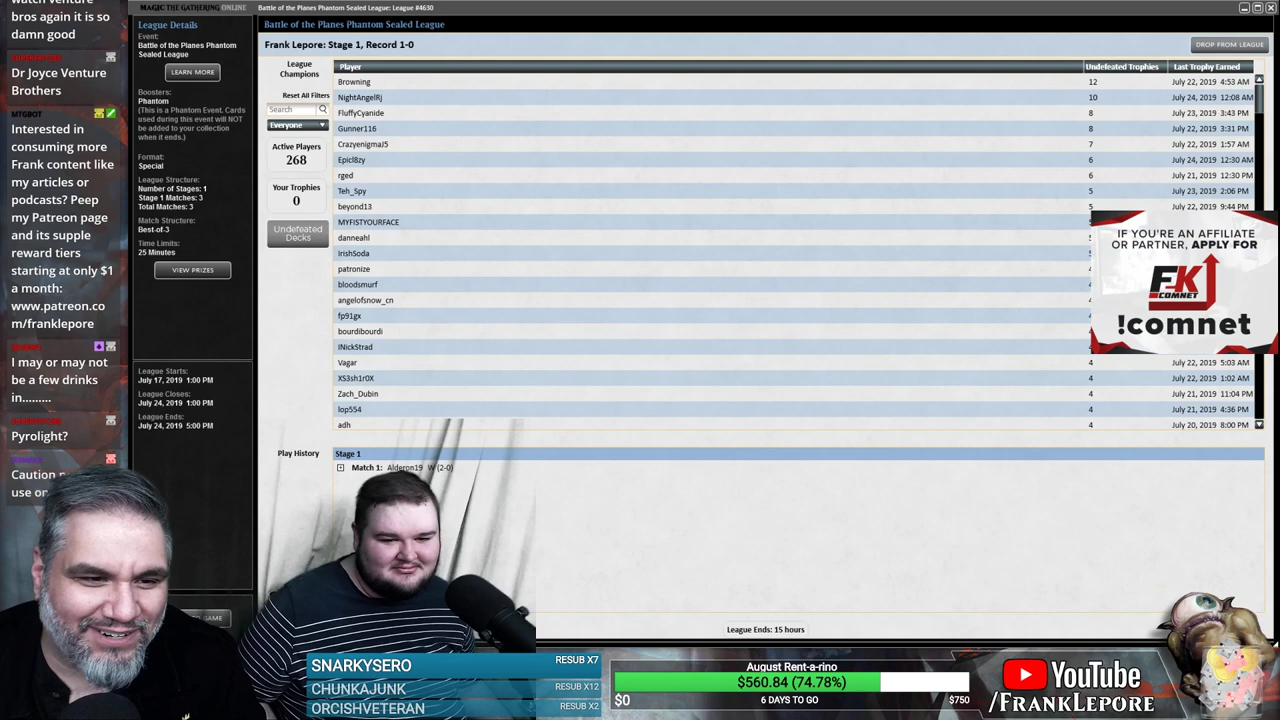 watch Venture
bros again it is so
damn good
Dr Joyce Venture
Brothers
MTGBOT
Interested in
consuming more
Frank content like
my articles or
podcasts? Peep
my Patreon page
and its supple
reward tiers
starting at only $1
a month:
www.patreon.co
m/franklepore
I may or may not
be a few drinks
in.........
Pyrolight?
Caution
use on
MAGIC THE GATHERING ONLINE
Battle of the Planes Phantom Sealed League: League #4630
League Details
Event:
Battle of the Planes Phantom
Sealed League
LEARN MORE
Boosters:
Phantom
(This is a Phantom Event. Cards
used during this event will NOT
be added to your collection
when it ends.)
Format:
Special
League Structure:
Number of Stages: 1
Stage 1 Matches: 3
Total Matches: 3
Match Structure:
Best-of-3
Time Limits:
25 Minutes
VIEW PRIZES
League Starts:
July 17, 2019 1:00 PM
League Closes:
July 24, 2019 1:00 PM
League Ends:
July 24, 2019 5:00 PM
GAME
Battle of the Planes Phantom Sealed League
Frank Lepore: Stage 1, Record 1-0
DROP FROM LEAGUE
League
Champions
Reset All Filters
Search
Everyone
Active Players
268
Your Trophies
0
Undefeated
Decks
Player Undefeated Trophies Last Trophy Earned
Browning 12 July 22, 2019 4:53 AM
NightAngelRj 10 July 24, 2019 12:08 AM
FluffyCyanide 8 July 23, 2019 3:43 PM
Gunner116 8 July 22, 2019 3:31 PM
CrazyenigmaJ5 7 July 22, 2019 1:57 AM
Epicl8zy 6 July 24, 2019 12:30 AM
rged 6 July 21, 2019 12:30 PM
Teh_Spy 5 July 23, 2019 2:06 PM
beyond13 5 July 22, 2019 9:44 PM
MYFISTYOURFACE
danneahl
IrishSoda
patronize
bloodsmurf
angelofsnow_cn
fp91gx
bourdibourdi
INickStrad
Vagar 4 July 22, 2019 5:03 AM
XS3sh1r0X 4 July 22, 2019 1:02 AM
Zach_Dubin 4 July 21, 2019 11:04 PM
lop554 4 July 21, 2019 4:36 PM
adh 4 July 20, 2019 8:00 PM
IF YOU'RE AN AFFILIATE
OR PARTNER, APPLY FOR
F2K
COMNET
!comnet
Play History
Stage 1
Match 1: Alderon19 W (2-0)
League Ends: 15 hours
SNARKYSERO RESUB X7
CHUNKAJUNK RESUB X12
ORCISHVETERAN RESUB X2
August Rent-a-rino
$560.84 (74.78%)
$0 6 DAYS TO GO $750
YouTube
/FRANKLEPORE